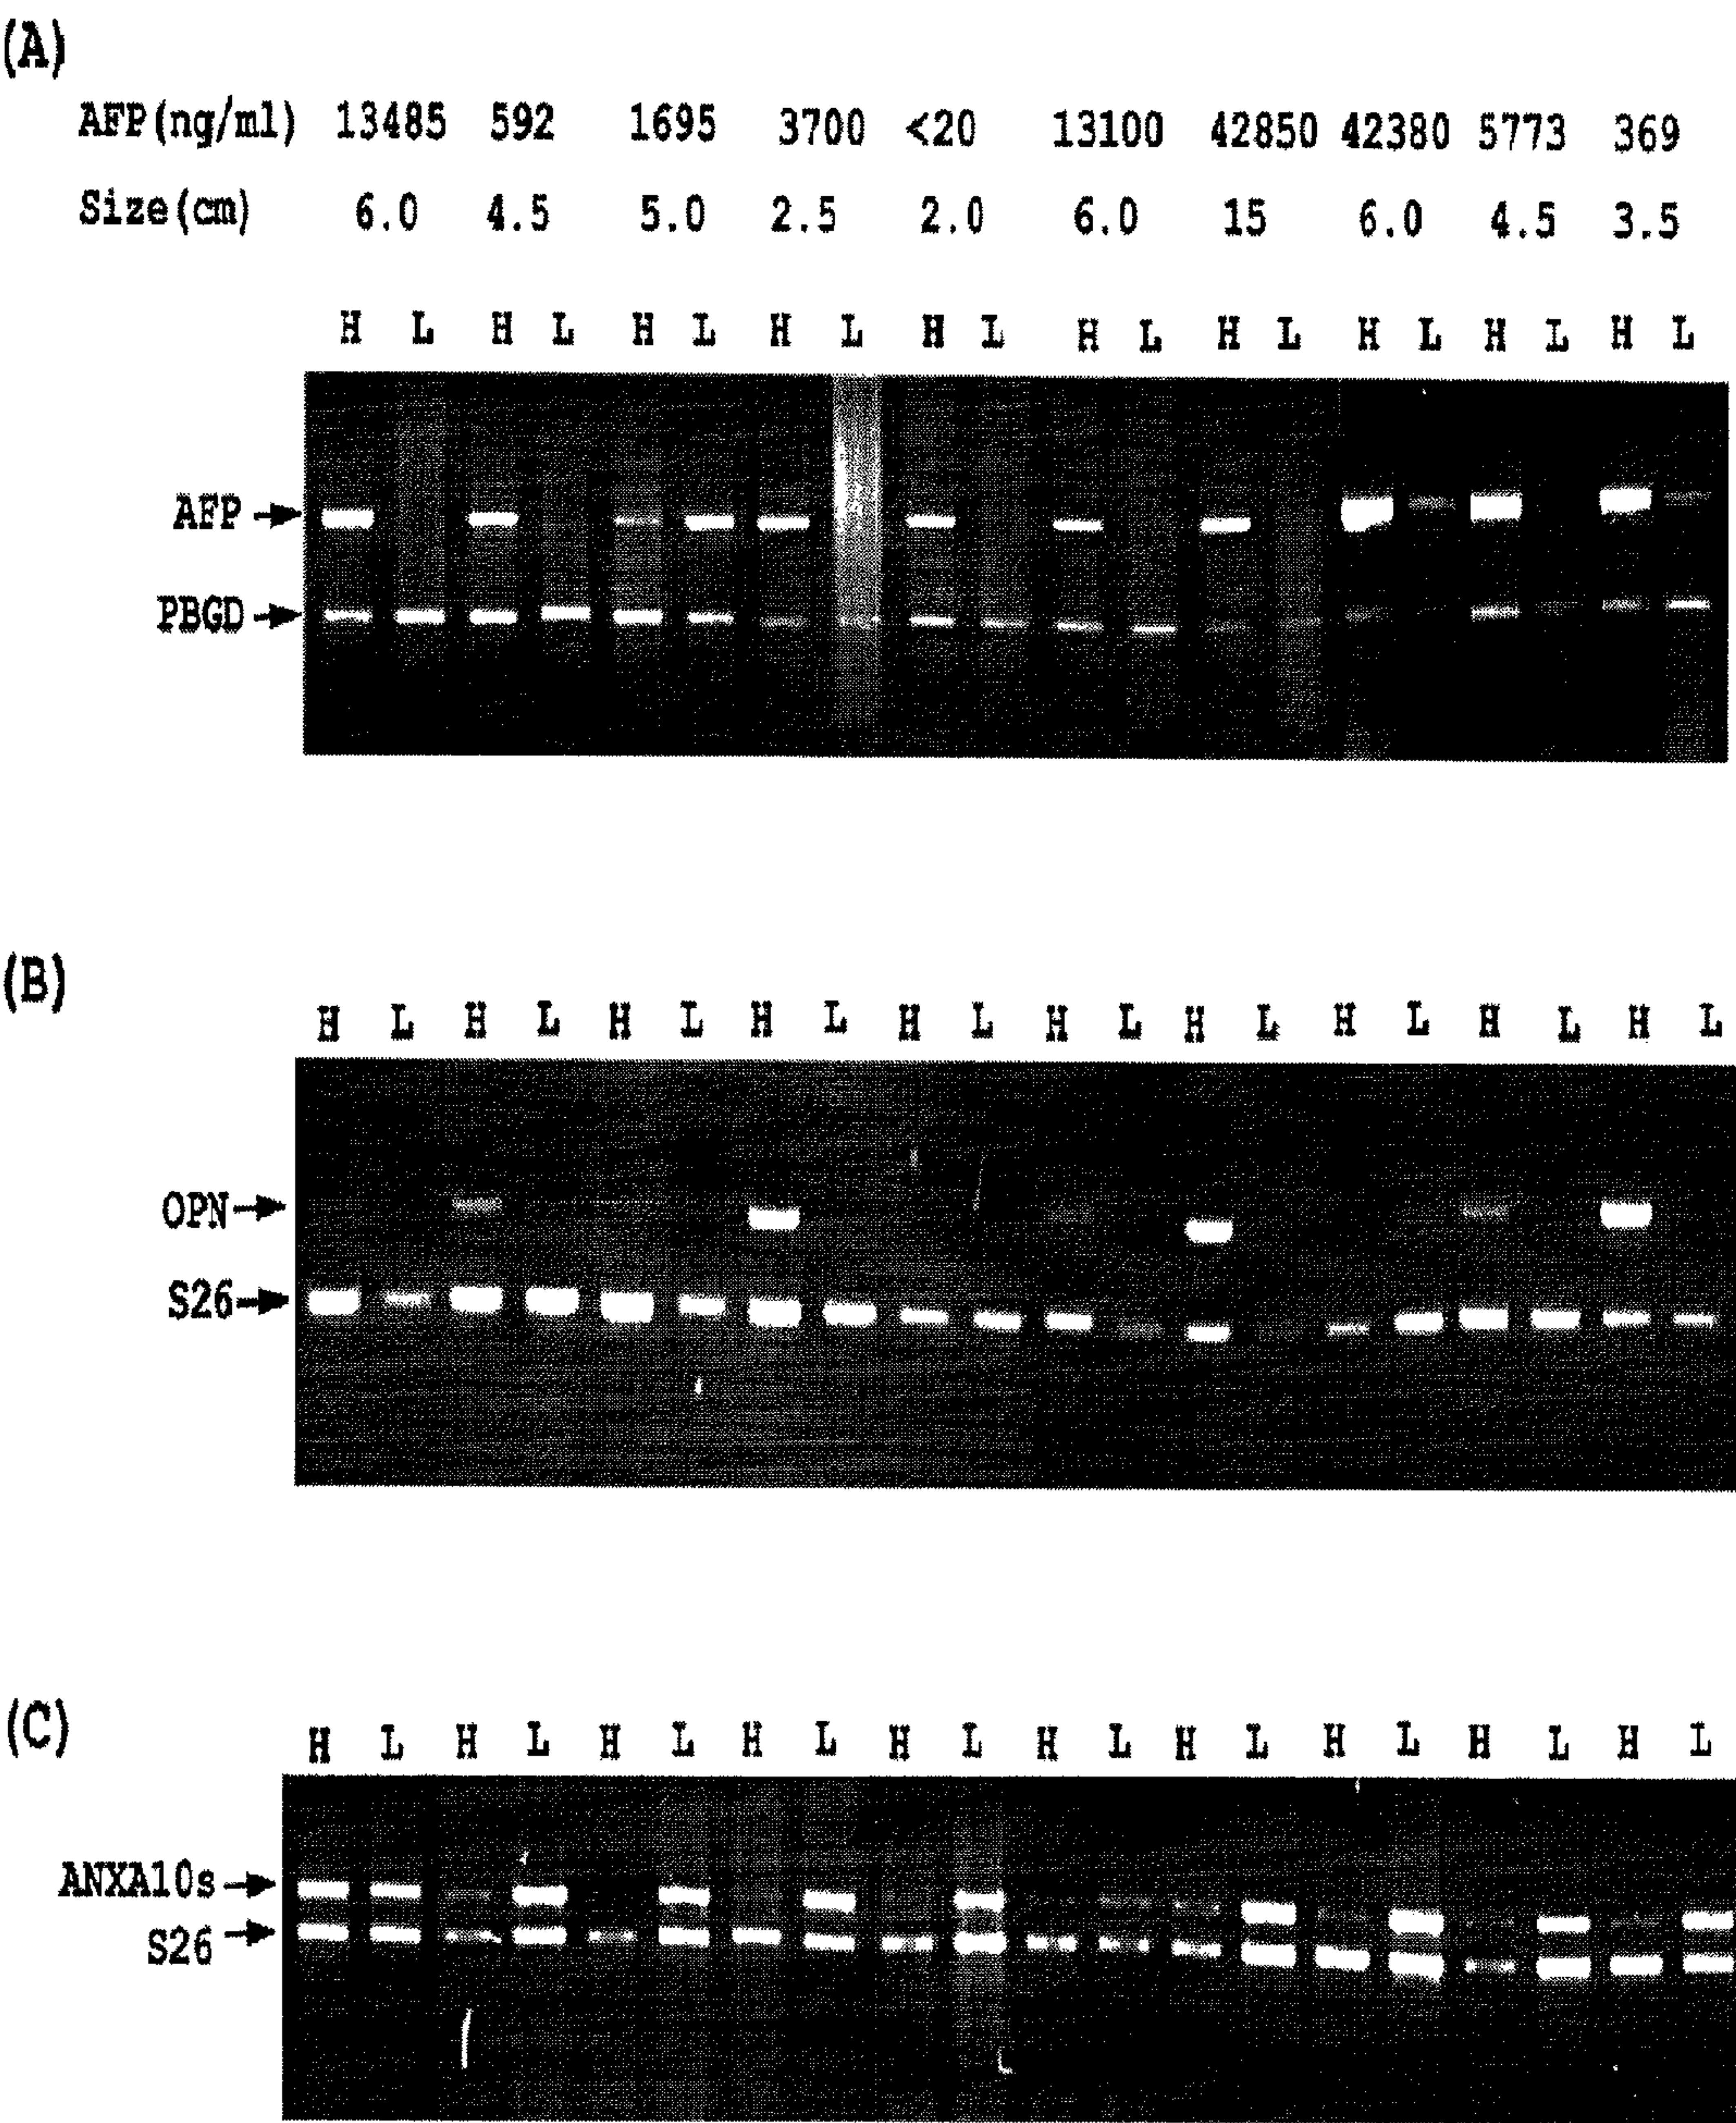 (A)
AFP(ng/ml) 13485 592 1695 3700 <20 13100 42850 42380 5773 369
Size(cm) 6.0 4.5 5.0 2.5 2.0 6.0 15 6.0 4.5 3.5
H L H L H L H L H L H L H L H L H L H L
AFP
PBGD
(B)
H L H L H L H L H L H L H L H L H L H L
OPN
S26
(C)
H L H L H L H L H L H L H L H L H L H L
ANXA10s
S26